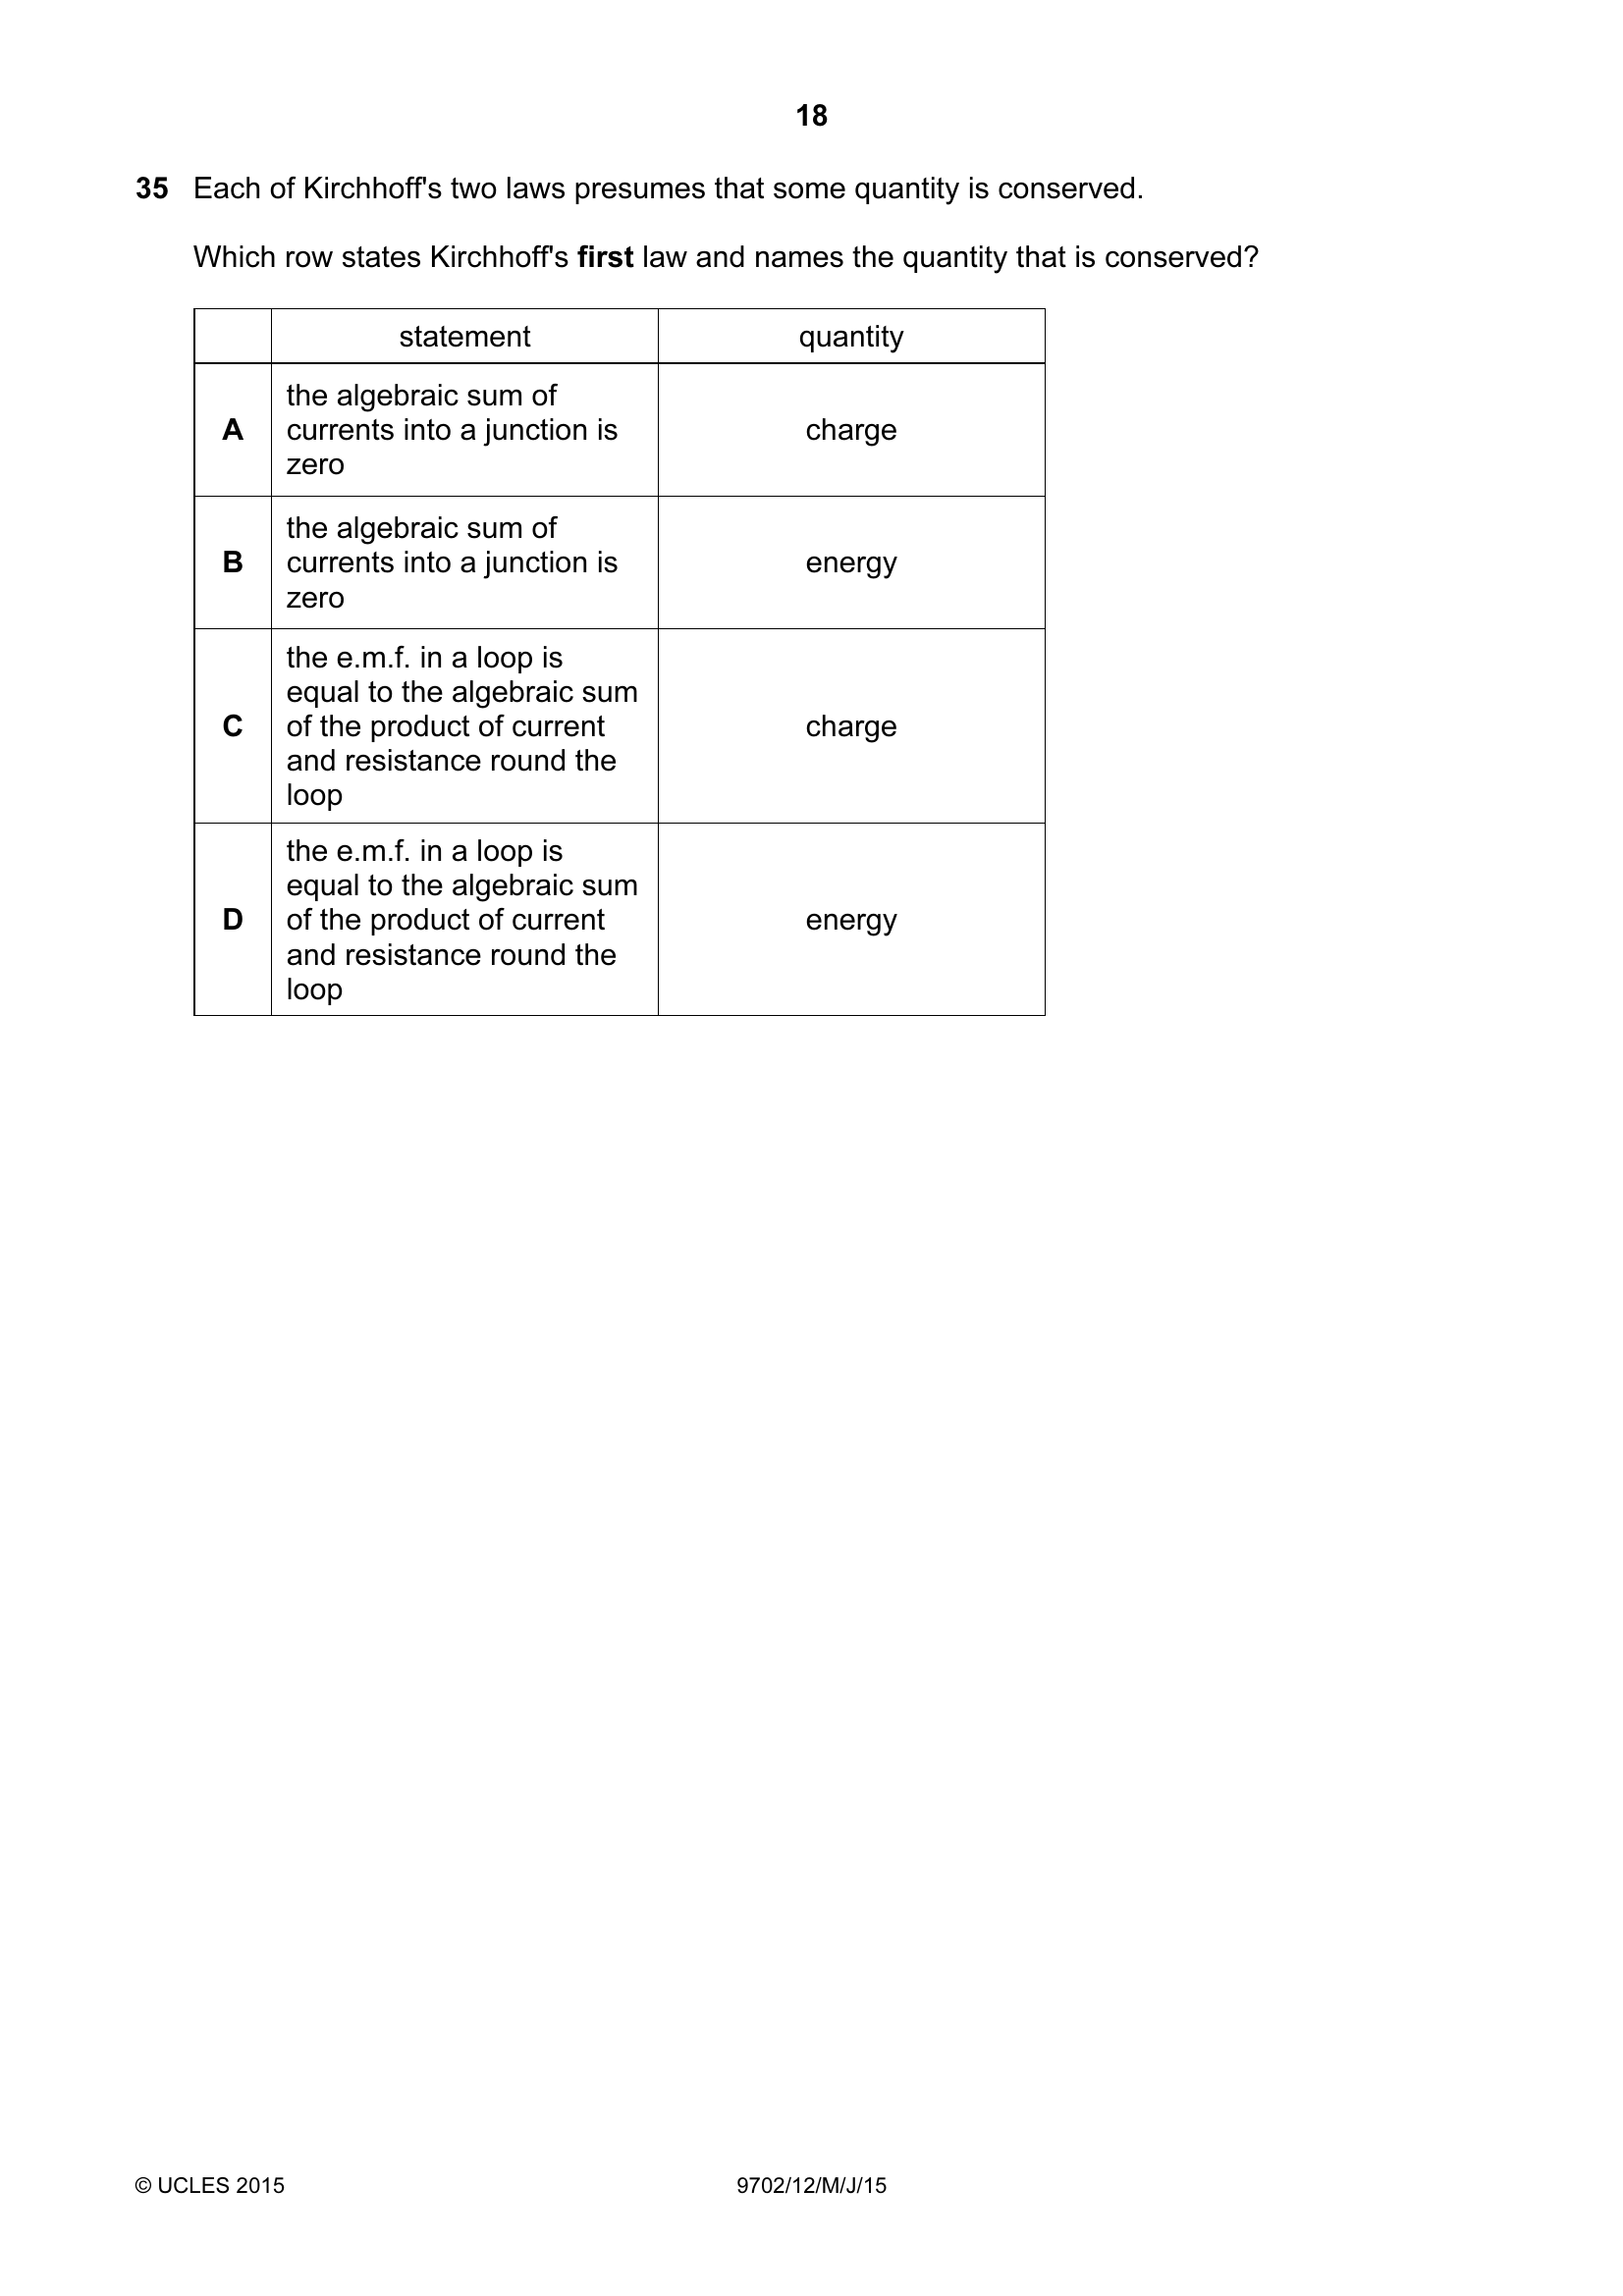 18
35 Each of Kirchhoff's two laws presumes that some quantity is conserved.
Which row states Kirchhoff's first law and names the quantity that is conserved?
statement quantity
A the algebraic sum of currents into a junction is zero charge
B the algebraic sum of currents into a junction is zero energy
C the e.m.f. in a loop is equal to the algebraic sum of the product of current and resistance round the loop charge
D the e.m.f. in a loop is equal to the algebraic sum of the product of current and resistance round the loop energy
© UCLES 2015 9702/12/M/J/15